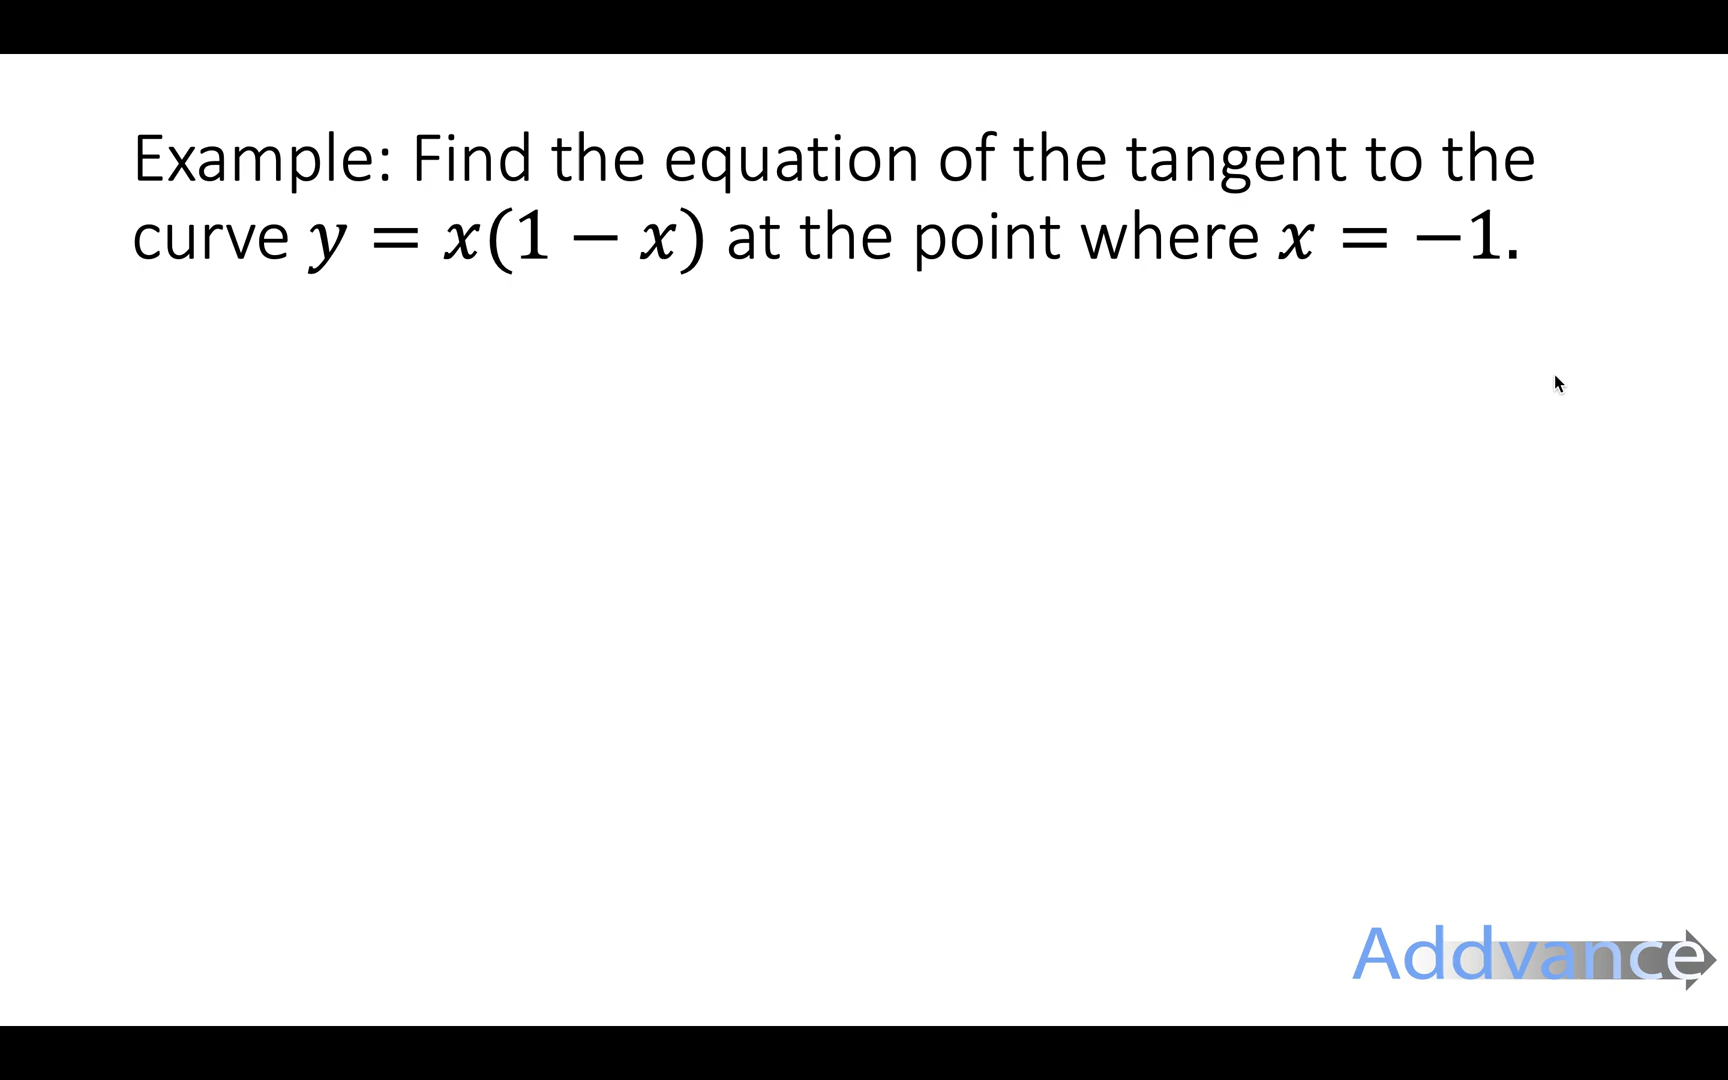 Example: Find the equation of the tangent to the
curve 𝑦 = 𝑥(1 − 𝑥) at the point where 𝑥 = −1.
Addvance